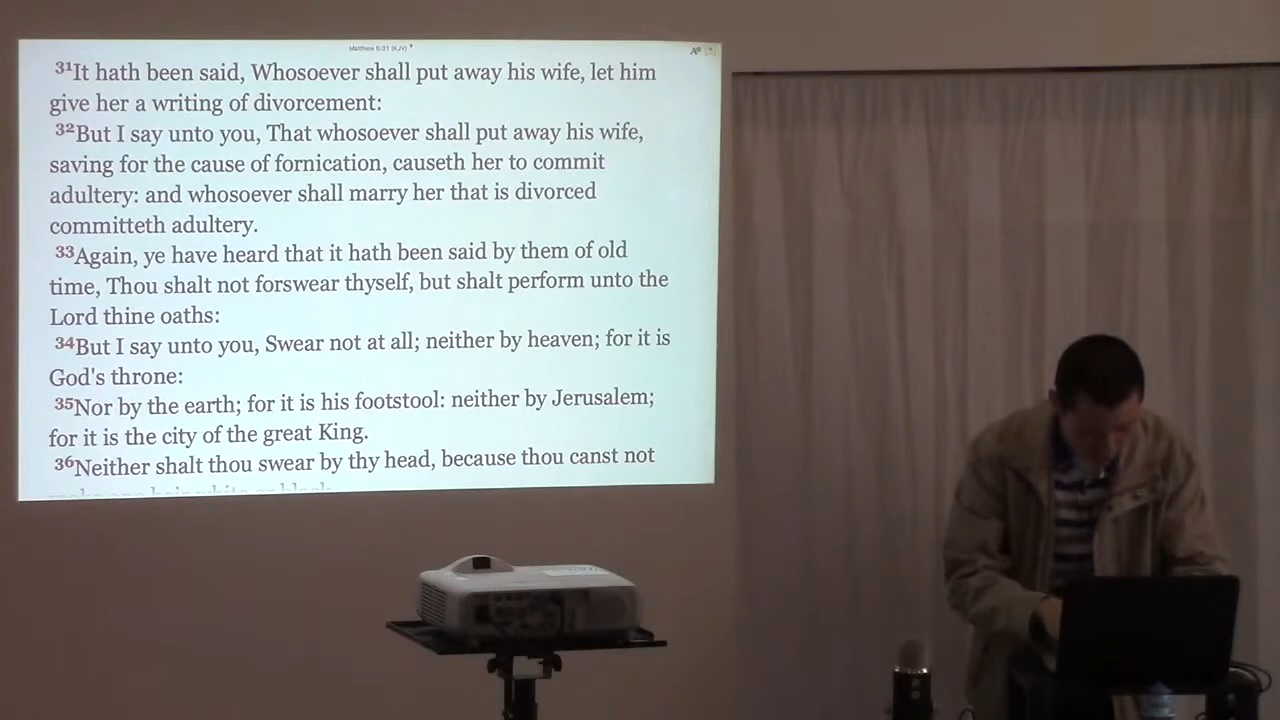 Matthew 5:31 (KJV)
31It hath been said, Whosoever shall put away his wife, let him
give her a writing of divorcement:
32But I say unto you, That whosoever shall put away his wife,
saving for the cause of fornication, causeth her to commit
adultery: and whosoever shall marry her that is divorced
committeth adultery.
33Again, ye have heard that it hath been said by them of old
time, Thou shalt not forswear thyself, but shalt perform unto the
Lord thine oaths:
34But I say unto you, Swear not at all; neither by heaven; for it is
God's throne:
35Nor by the earth; for it is his footstool: neither by Jerusalem;
for it is the city of the great King.
36Neither shalt thou swear by thy head, because thou canst not